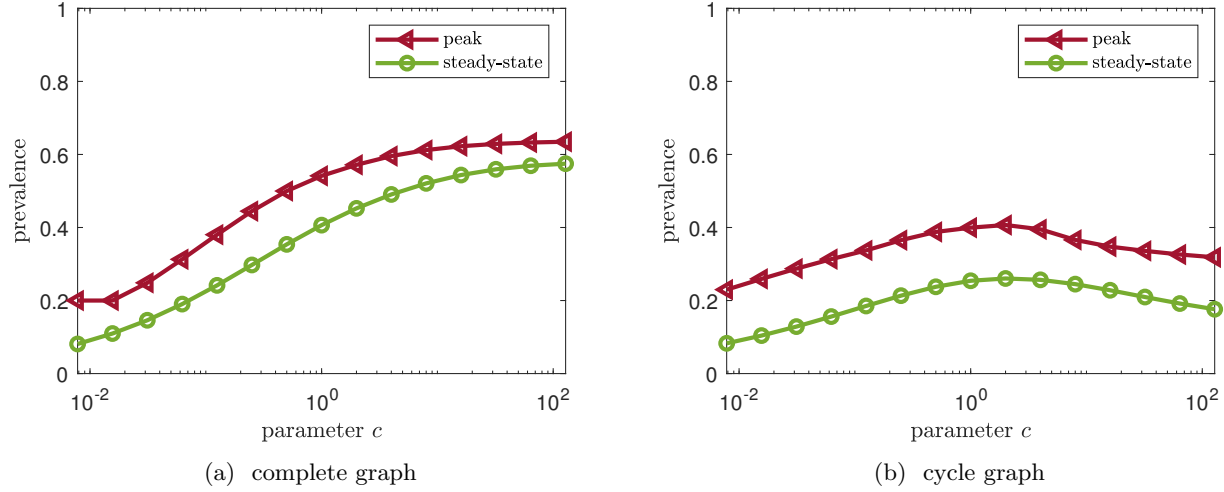 1
0.8
0.6
0.4
0.2
0
prevalence
peak
steady-state
10^-2 10^0 10^2
parameter c
(a) complete graph
1
0.8
0.6
0.4
0.2
0
prevalence
peak
steady-state
10^-2 10^0 10^2
parameter c
(b) cycle graph